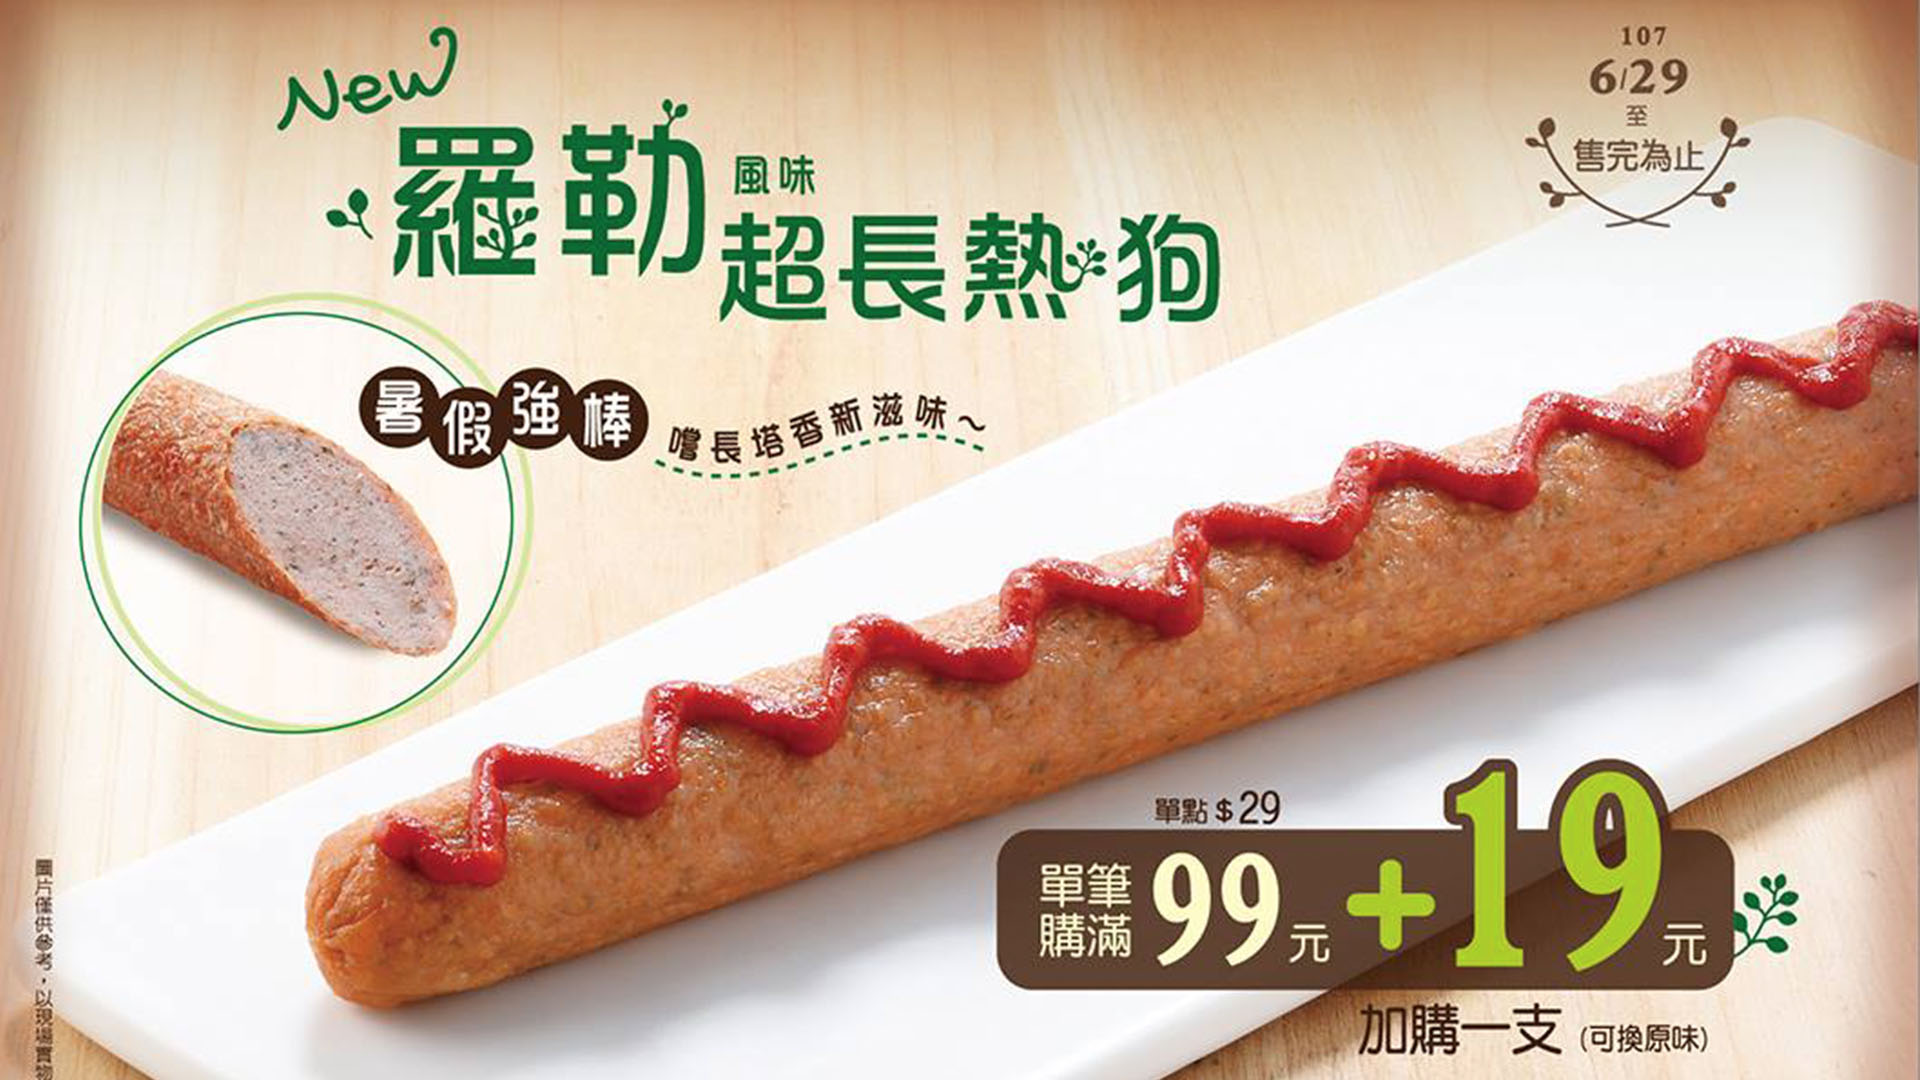 New
羅勒風味
超長熱狗
107
6/29
至
售完為止
暑假強棒
嚐長塔香新滋味~
單點$29
單筆購滿99元+19元
加購一支(可換原味)
圖片僅供參考,以現場實物